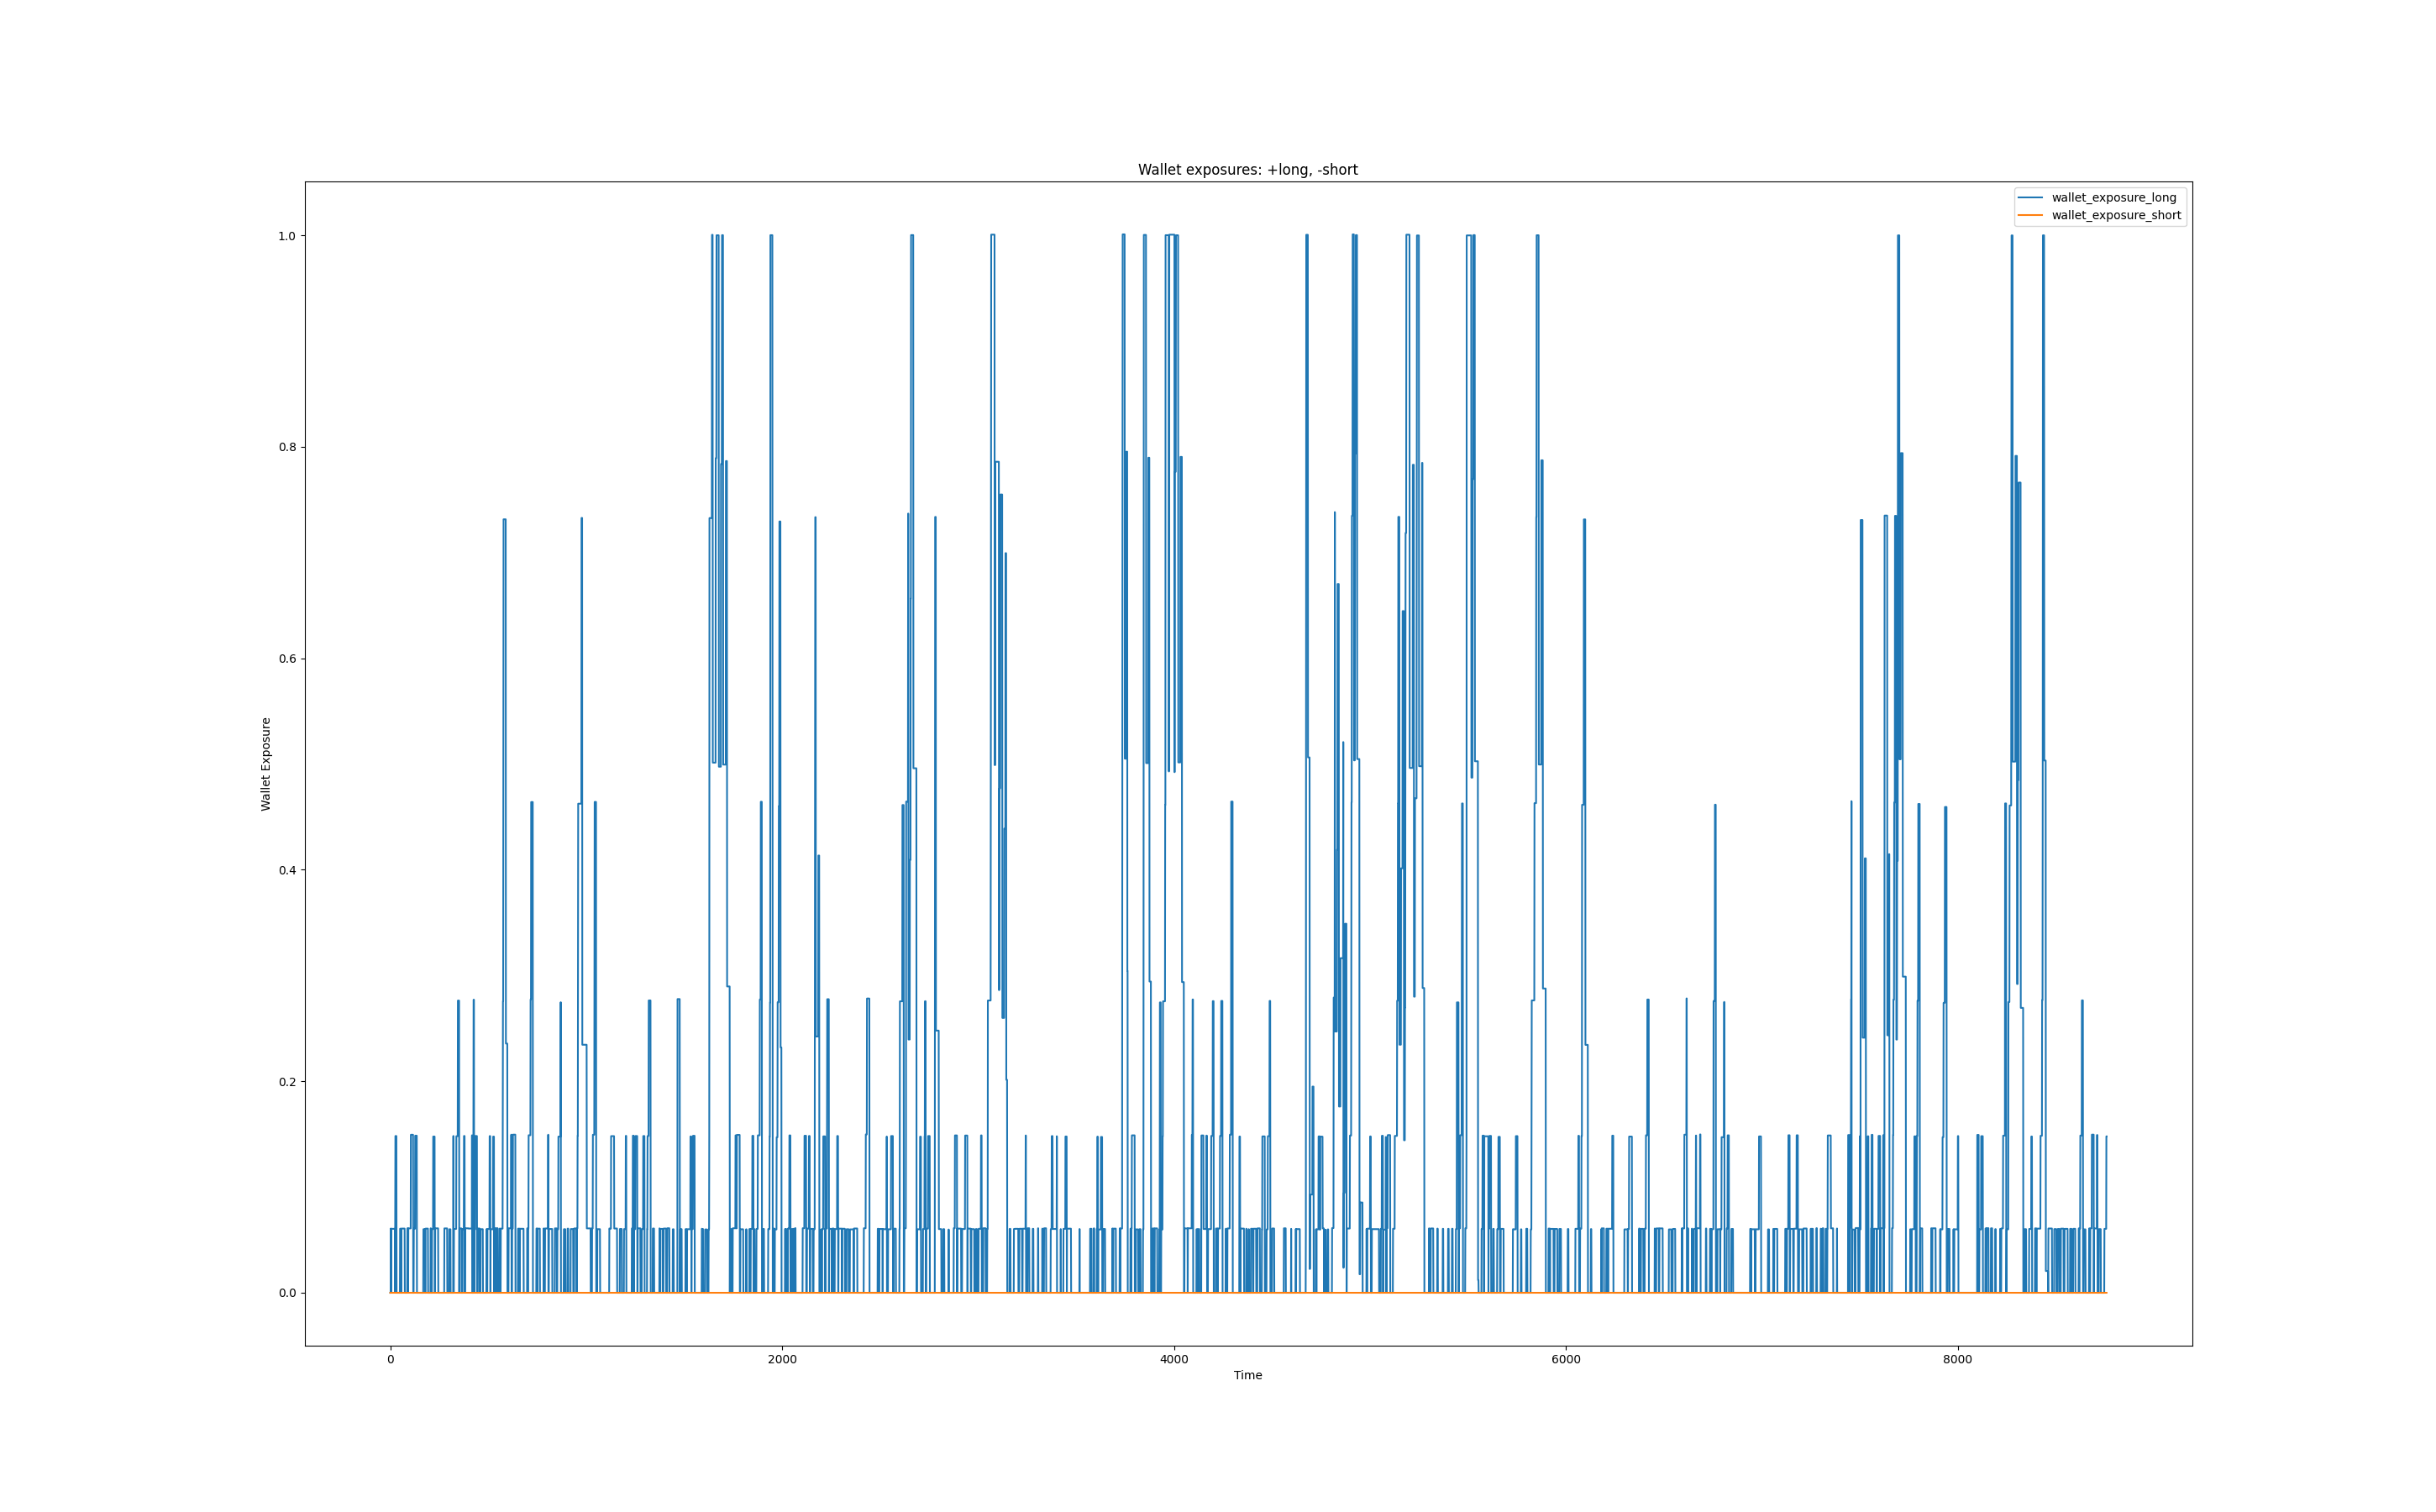 Wallet exposures: +long, -short
wallet_exposure_long
wallet_exposure_short
1.0
0.8
0.6
0.4
0.2
0.0
Wallet Exposure
0 2000 4000 6000 8000
Time